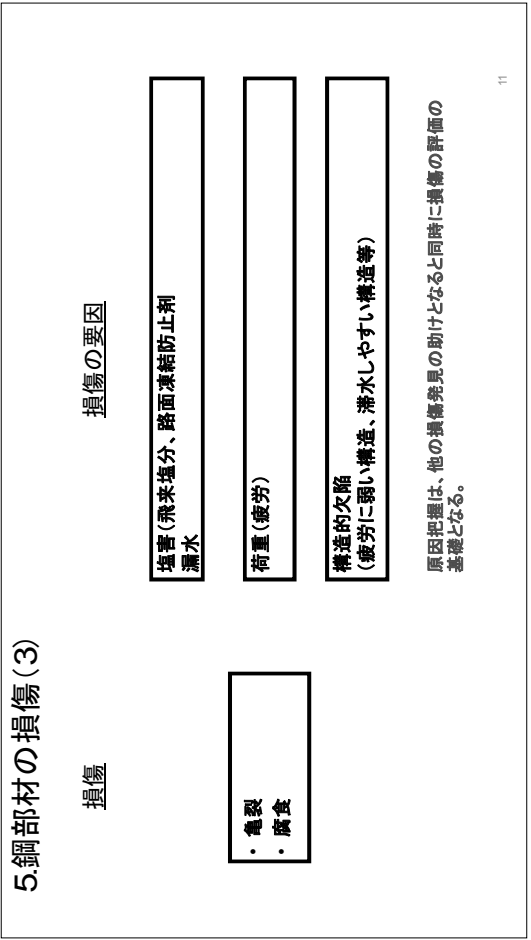 5.鋼部材の損傷(3)
損傷
・亀裂
・腐食
損傷の要因
塩害(飛来塩分、路面凍結防止剤
漏水
荷重(疲労)
構造的欠陥
(疲労に弱い構造、滞水しやすい構造等)
原因把握は、他の損傷発見の助けとなると同時に損傷の評価の
基礎となる。
11